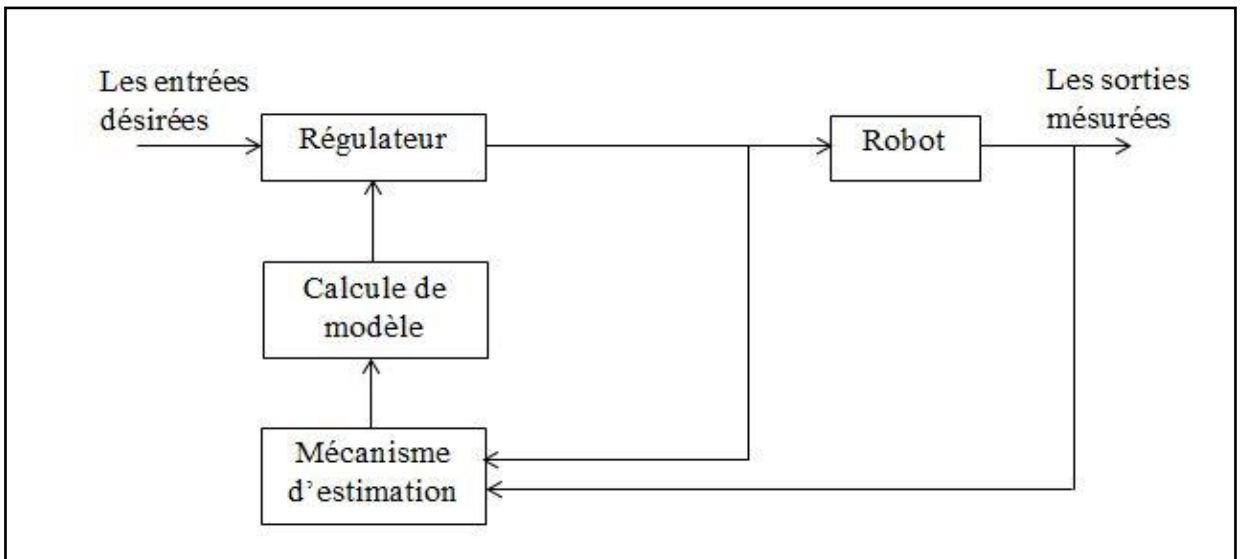 Les entrées
désirées
Régulateur
Robot
Les sorties
mésurées
Calcule de
modèle
Mécanisme
d'estimation